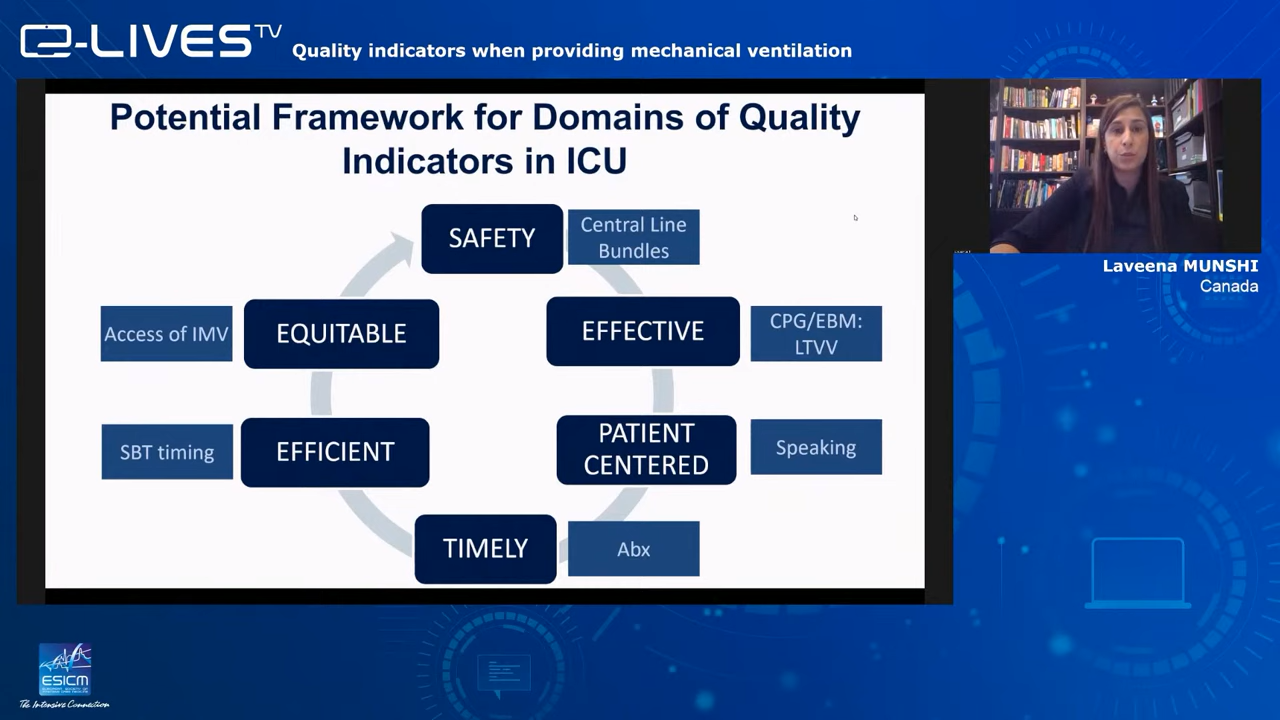 e-LIVES TV
Quality indicators when providing mechanical ventilation
Potential Framework for Domains of Quality
Indicators in ICU
SAFETY
Central Line
Bundles
EFFECTIVE
CPG/EBM:
LTVV
PATIENT
CENTERED
Speaking
TIMELY
Abx
EFFICIENT
SBT timing
EQUITABLE
Access of IMV
Laveena MUNSHI
Canada
ESICM
The Intensive Connection